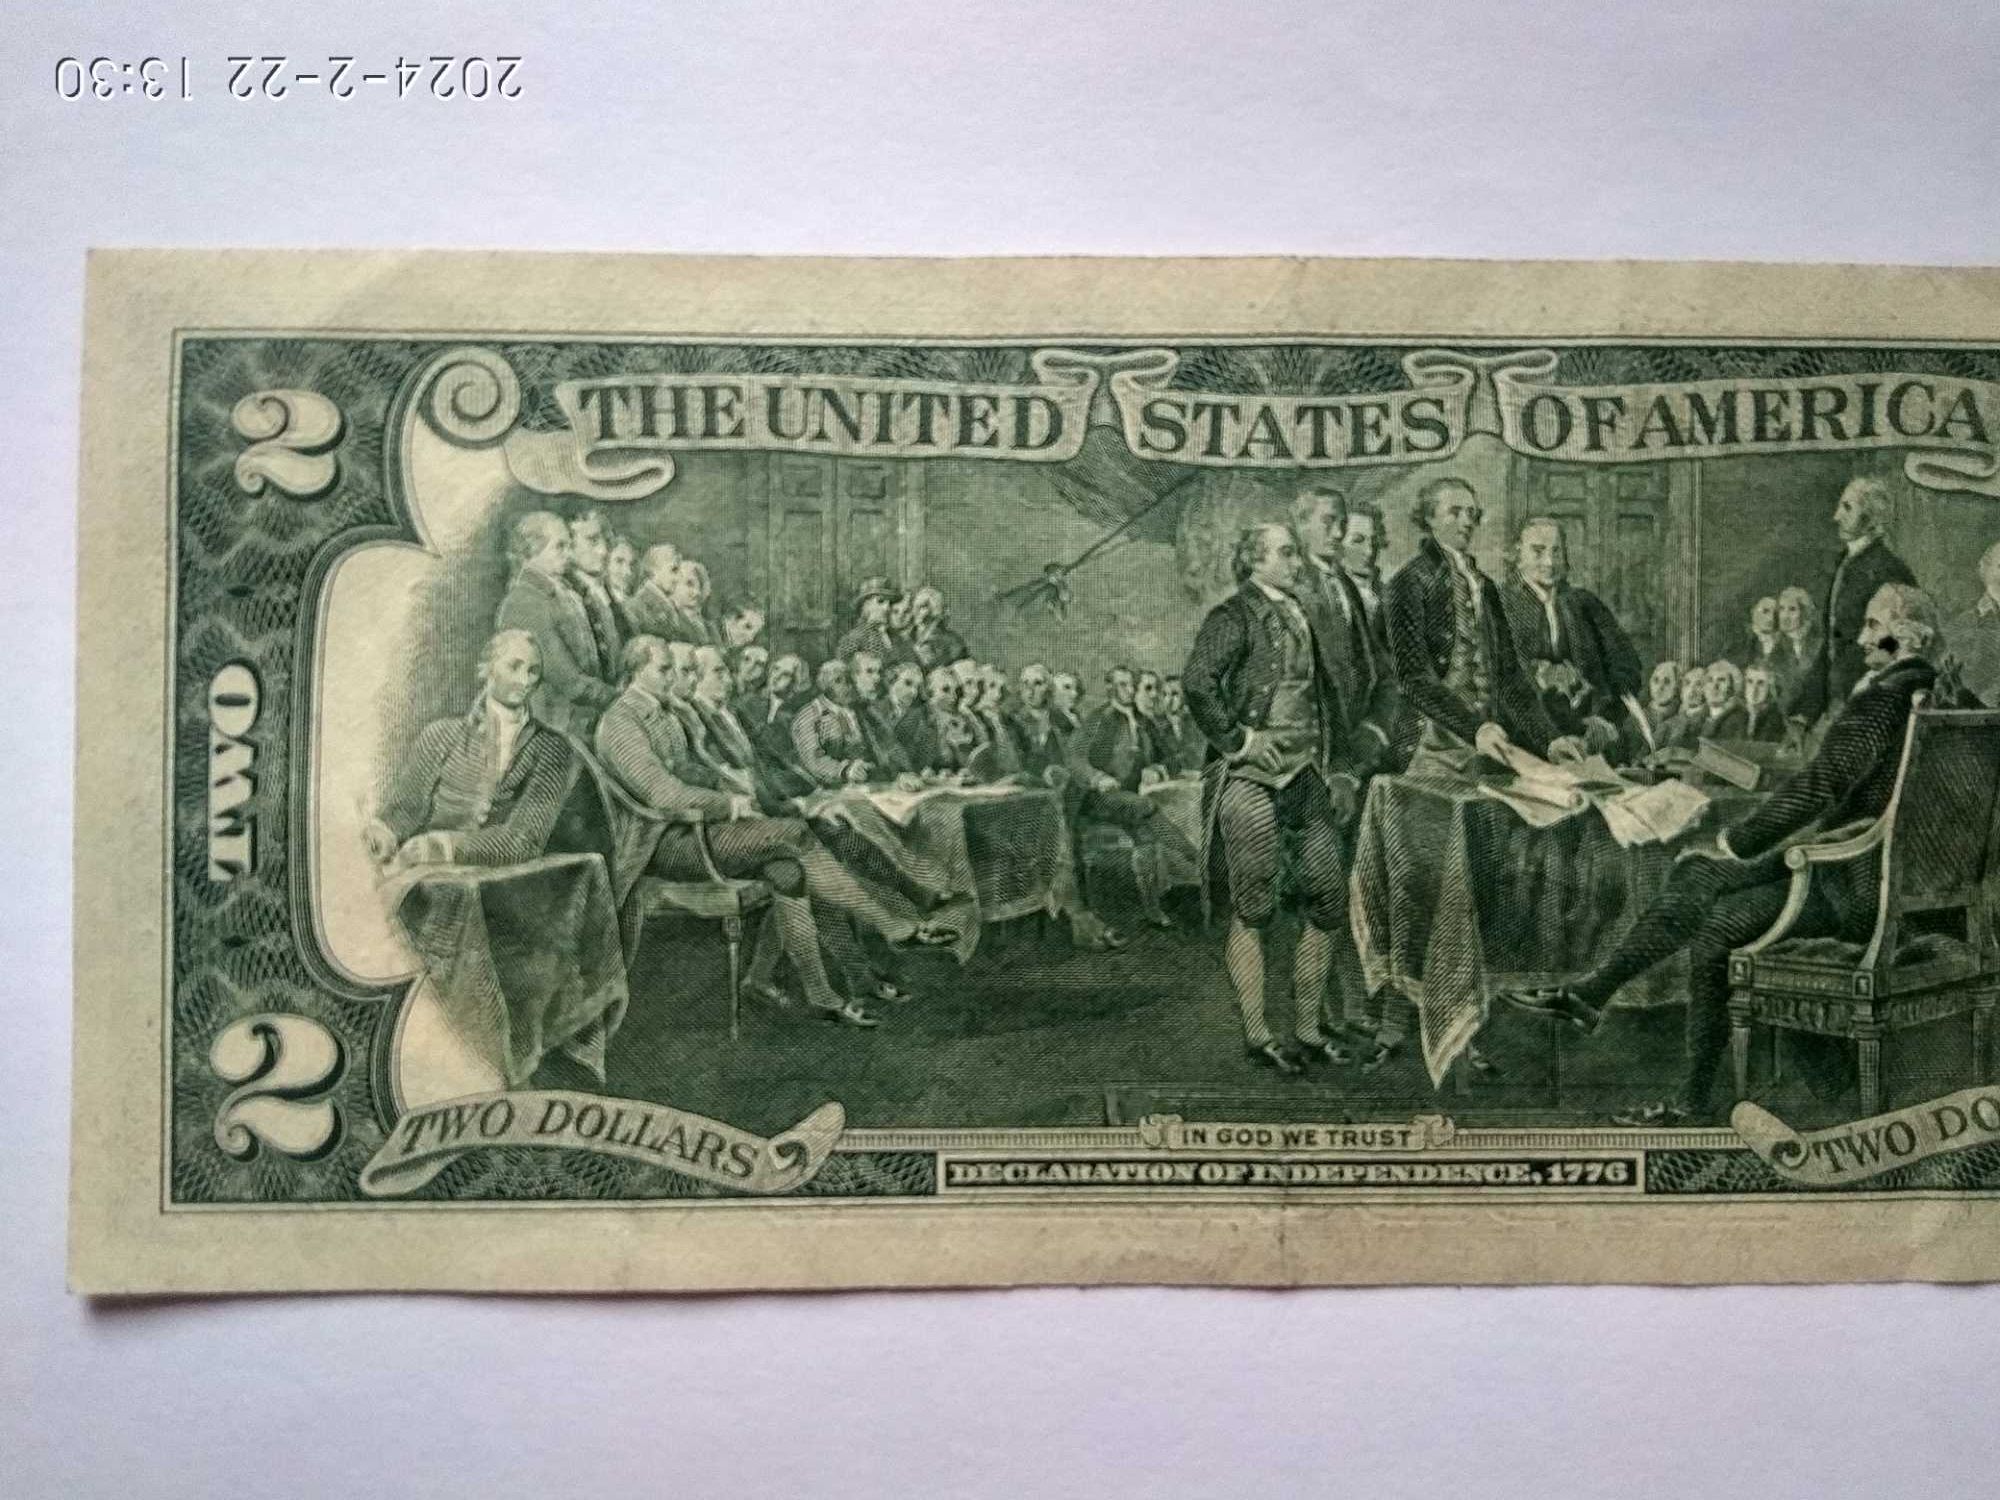 2024-2-22 13:30
2
THE UNITED STATES OF AMERICA
TWO
2
TWO DOLLARS
IN GOD WE TRUST
TWO DO
DECLARATION OF INDEPENDENCE, 1776